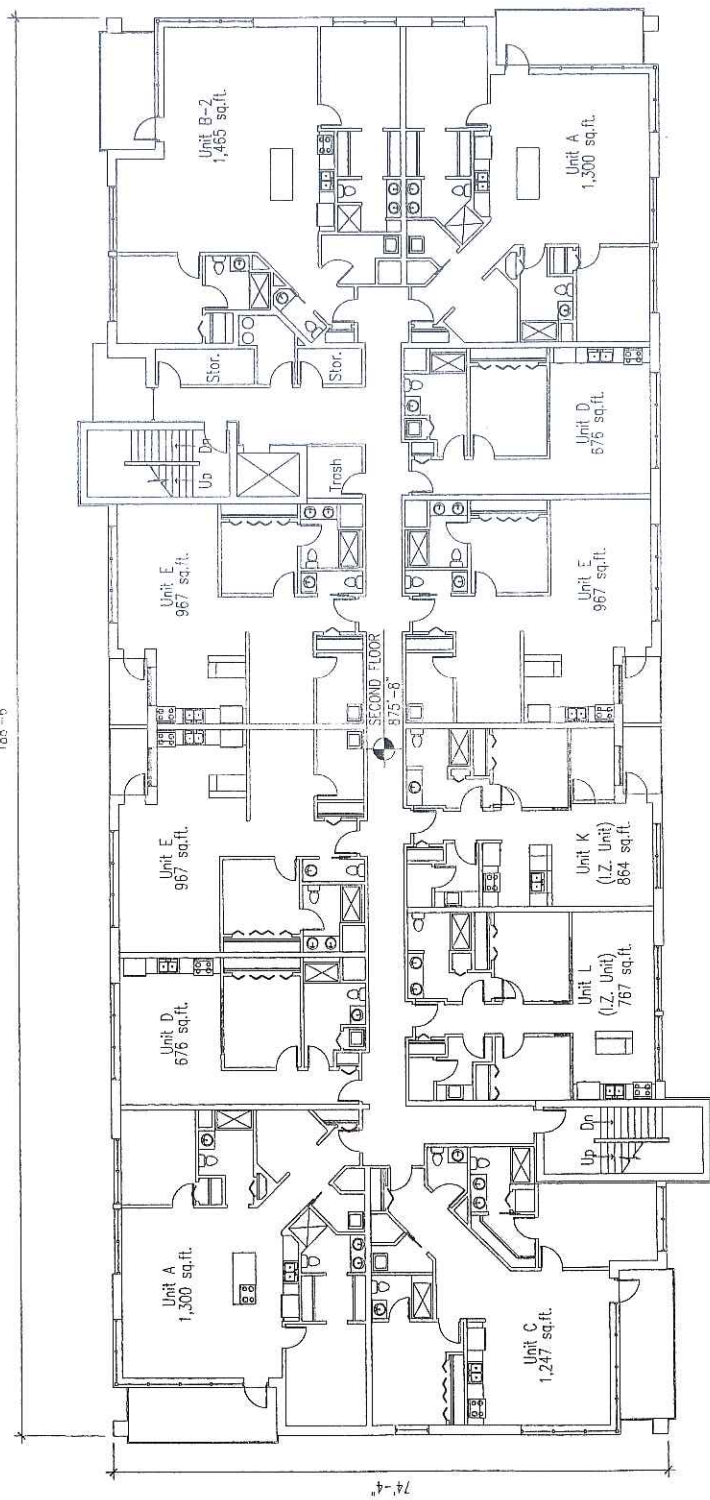 Unit B-2
1,465 sq.ft.
Unit A
1,300 sq.ft.
Stor.
Stor.
Up
Dn
Trash
Unit D
676 sq.ft.
Unit E
967 sq.ft.
Unit E
967 sq.ft.
SECOND FLOOR
875'-8"
Unit E
967 sq.ft.
Unit K
(I.Z. Unit)
864 sq.ft.
Unit D
676 sq.ft.
Unit L
(I.Z. Unit)
767 sq.ft.
Up
Dn
Unit A
1,300 sq.ft.
Unit C
1,247 sq.ft.
74'-4"